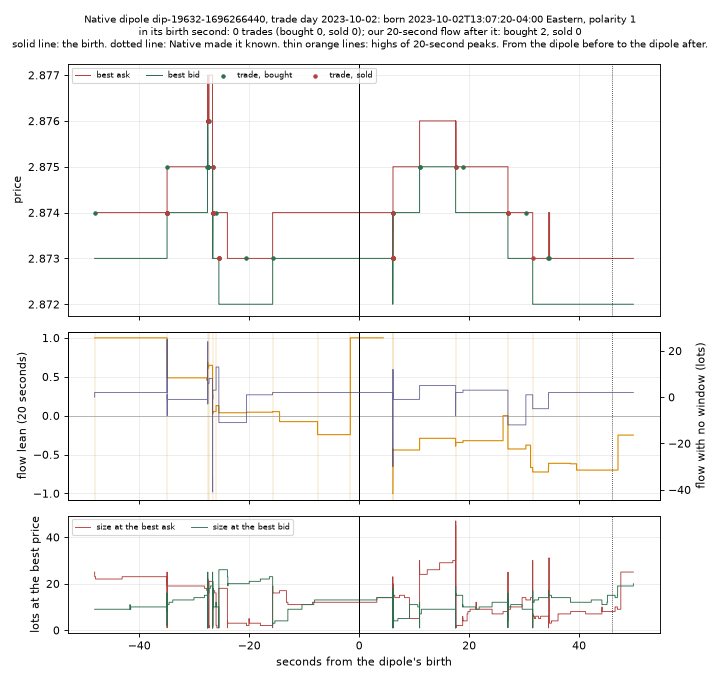 Native dipole dip-19632-1696266440, trade day 2023-10-02: born 2023-10-02T13:07:20-04:00 Eastern, polarity 1
in its birth second: 0 trades (bought 0, sold 0); our 20-second flow after it: bought 2, sold 0
solid line: the birth. dotted line: Native made it known. thin orange lines: highs of 20-second peaks. From the dipole before to the dipole after.
best ask best bid trade, bought trade, sold
2.877
2.876
2.875
2.874
2.873
2.872
price
1.0
0.5
0.0
−0.5
−1.0
flow lean (20 seconds)
20
0
−20
−40
flow with no window (lots)
size at the best ask size at the best bid
40
20
0
lots at the best price
−40 −20 0 20 40
seconds from the dipole's birth